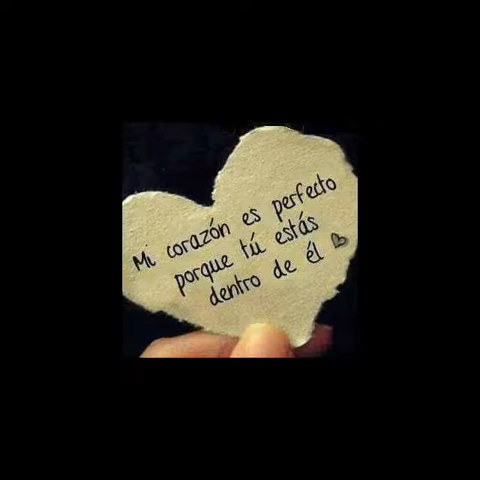 Mi corazón es perfecto
porque tú estás
dentro de él